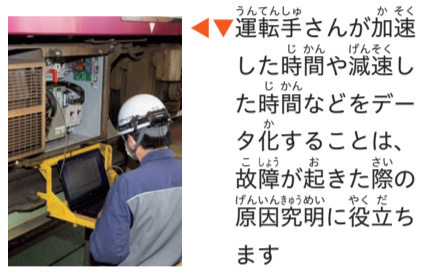 ◀▼運転手さんが加速
した時間や減速し
た時間などをデー
タ化することは、
故障が起きた際の
原因究明に役立ち
ます